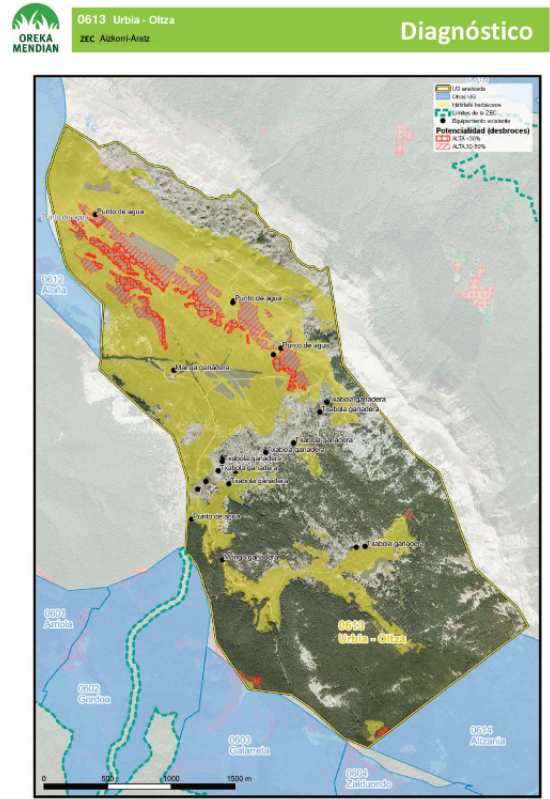 OREKA
MENDIAN
0613 Urbia - Oltza
ZEC Aizkorri-Aratz
Diagnóstico
UG analizada
Otras UG
Hábitats herbáceos
Límites de la ZEC
Equipamiento existente
Potencialidad (desbroces)
ALTA <30%
ALTA 30-50%
Punto de agua
Punto de agua
0612
Aloña
Punto de agua
Punto de agua
Manga ganadera
Txabola ganadera
Txabola ganadera
Txabola ganadera
Txabola ganadera
Txabola ganadera
Txabola ganadera
Punto de agua
Txabola ganadera
Manga ganadera
0601
Arriola
0613
Urbia - Oltza
0602
Gordoa
0603
Galarreta
0614
Altzania
0604
Zalduondo
0 500 1000 1500 m